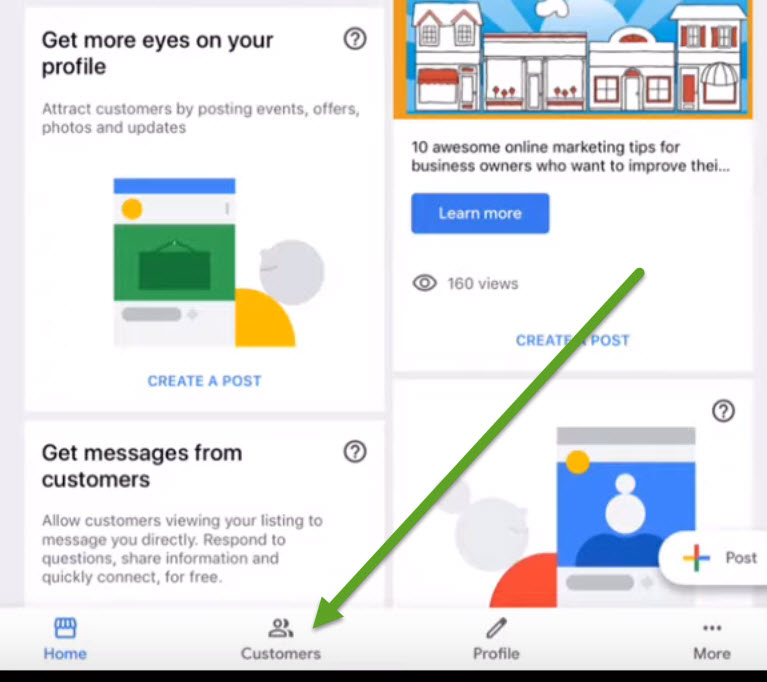 Get more eyes on your
profile
Attract customers by posting events, offers,
photos and updates
CREATE A POST
Get messages from
customers
Allow customers viewing your listing to
message you directly. Respond to
questions, share information and
quickly connect, for free.
10 awesome online marketing tips for
business owners who want to improve thei...
Learn more
160 views
CREATE A POST
Post
Home
Customers
Profile
More